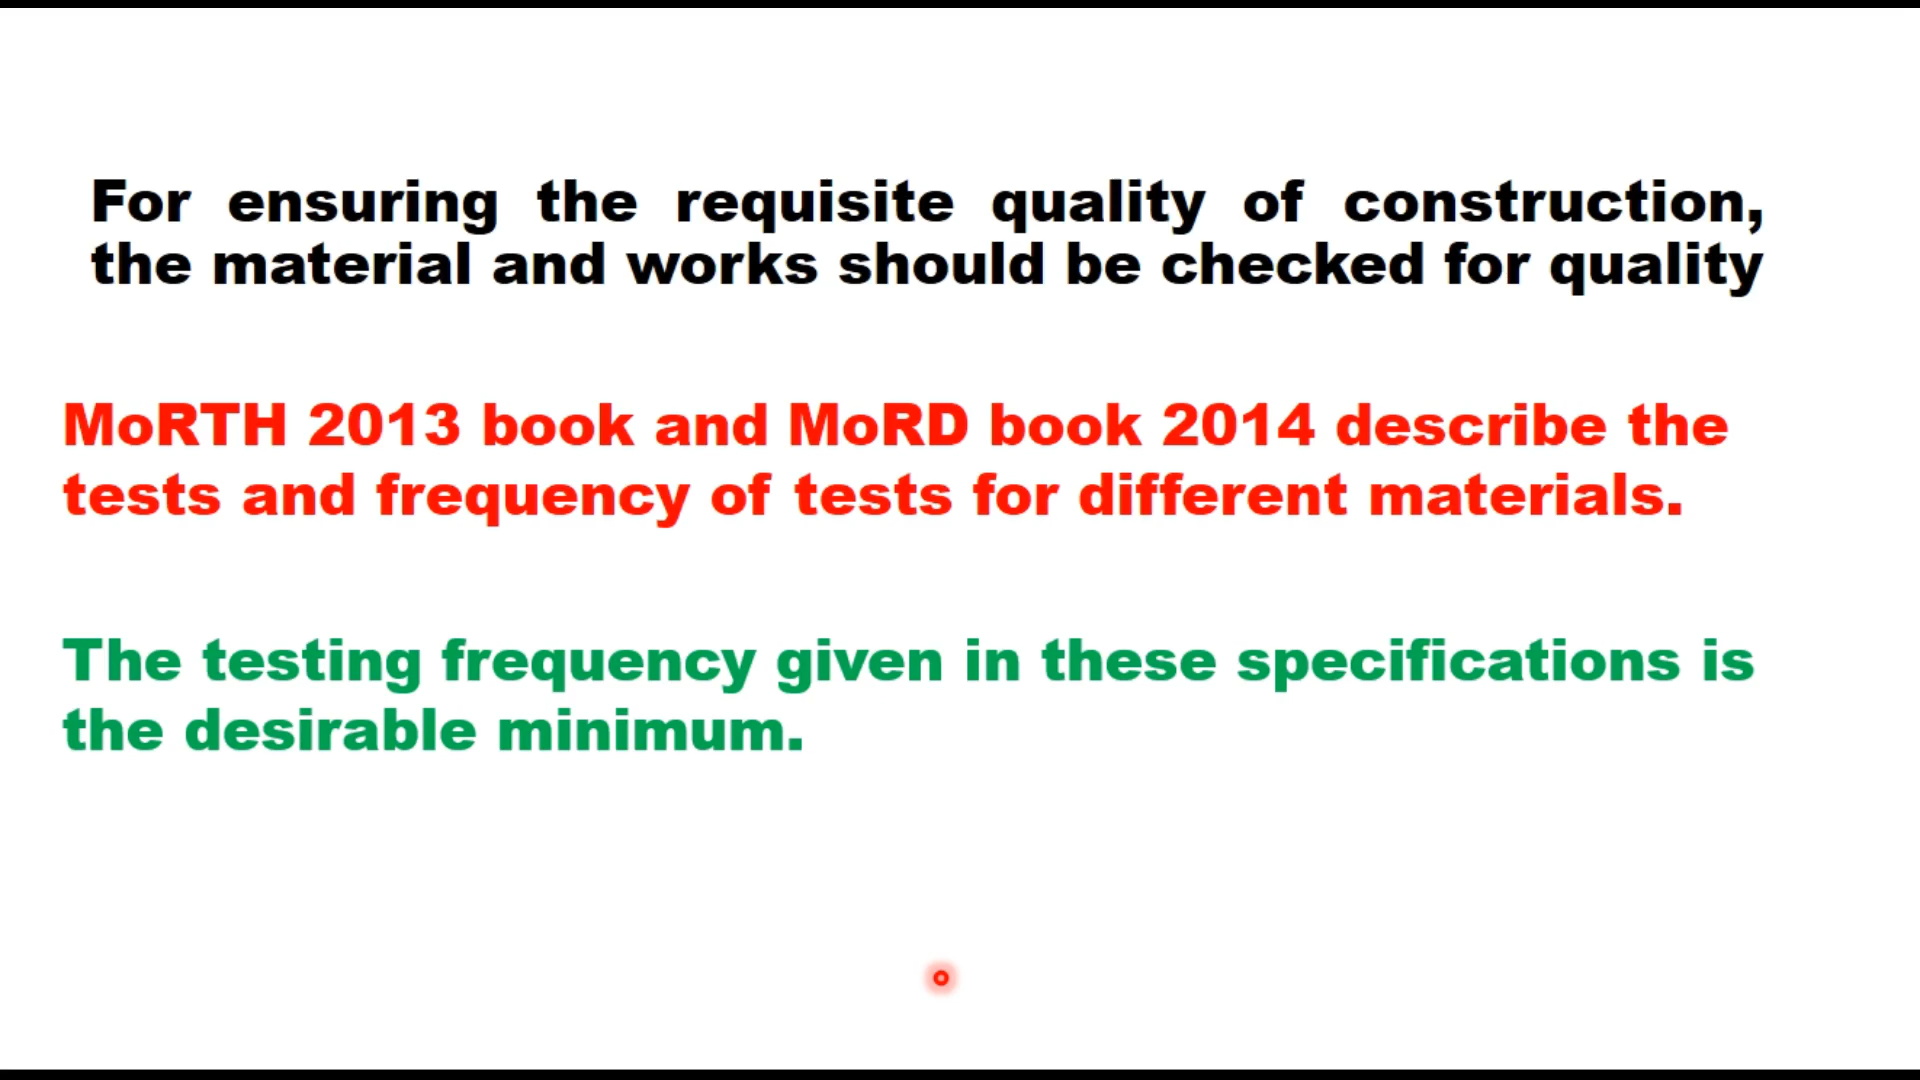 For ensuring the requisite quality of construction,
the material and works should be checked for quality
MoRTH 2013 book and MoRD book 2014 describe the
tests and frequency of tests for different materials.
The testing frequency given in these specifications is
the desirable minimum.